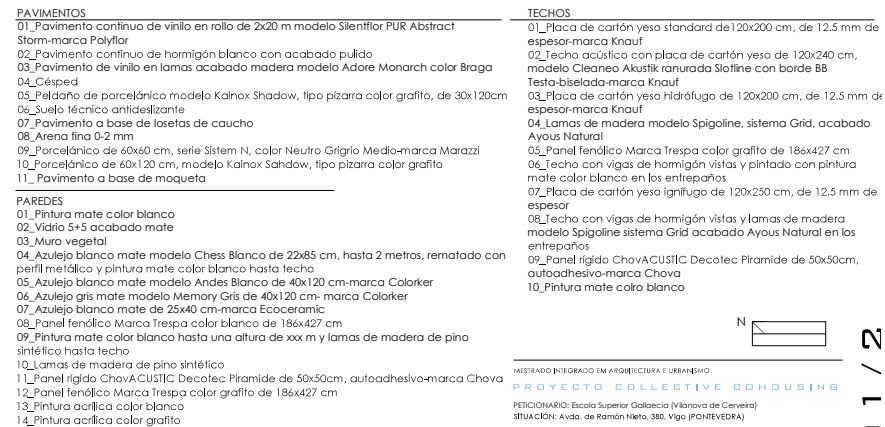 PAVIMENTOS
01_Pavimento continuo de vinilo en rollo de 2x20 m modelo Silentflor PUR Abstract
Storm-marca Polyflor
02_Pavimento continuo de hormigón blanco con acabado pulido
03_Pavimento de vinilo en lamas acabado madera modelo Adore Monarch color Braga
04_Césped
05_Peldaño de porcelánico modelo Kainox Shadow, tipo pizarra color grafito, de 30x120cm
06_Suelo técnico antideslizante
07_Pavimento a base de losetas de caucho
08_Arena fina 0-2 mm
09_Porcelánico de 60x60 cm, serie Sistem N, color Neutro Grigrio Medio-marca Marazzi
10_Porcelánico de 60x120 cm, modelo Kainox Sahdow, tipo pizarra color grafito
11_ Pavimento a base de moqueta
PAREDES
01_Pintura mate color blanco
02_Vidrio 5+5 acabado mate
03_Muro vegetal
04_Azulejo blanco mate modelo Chess Blanco de 22x85 cm, hasta 2 metros, rematado con
perfil metálico y pintura mate color blanco hasta techo
05_Azulejo blanco mate modelo Andes Blanco de 40x120 cm-marca Colorker
06_Azulejo gris mate modelo Memory Gris de 40x120 cm- marca Colorker
07_Azulejo blanco mate de 25x40 cm-marca Ecoceramic
08_Panel fenólico Marca Trespa color blanco de 186x427 cm
09_Pintura mate color blanco hasta una altura de xxx m y lamas de madera de pino
sintético hasta techo
10_Lamas de madera de pino sintético
11_Panel rígido ChovACUSTIC Decotec Piramide de 50x50cm, autoadhesivo-marca Chova
12_Panel fenólico Marca Trespa color grafito de 186x427 cm
13_Pintura acrílica color blanco
14_Pintura acrílica color grafito
TECHOS
01_Placa de cartón yeso standard de120x200 cm, de 12.5 mm de
espesor-marca Knauf
02_Techo acústico con placa de cartón yeso de 120x240 cm,
modelo Cleaneo Akustik ranurada Slotline con borde BB
Testa-biselada-marca Knauf
03_Placa de cartón yeso hidrófugo de 120x200 cm, de 12.5 mm de
espesor-marca Knauf
04_Lamas de madera modelo Spigoline, sistema Grid, acabado
Ayous Natural
05_Panel fenólico Marca Trespa color grafito de 186x427 cm
06_Techo con vigas de hormigón vistas y pintado con pintura
mate color blanco en los entrepaños
07_Placa de cartón yeso ignífugo de 120x250 cm, de 12.5 mm de
espesor
08_Techo con vigas de hormigón vistas y lamas de madera
modelo Spigoline sistema Grid acabado Ayous Natural en los
entrepaños
09_Panel rígido ChovACUSTIC Decotec Piramide de 50x50cm,
autoadhesivo-marca Chova
10_Pintura mate colro blanco
N
MESTRADO INTEGRADO EM ARQUITECTURA E URBANISMO
PROYECTO COLLECTIVE COHOUSING
PETICIONARIO: Escola Superior Gallaecia (Vilanova de Cerveira)
SITUACIÓN: Avda. de Ramón Nieto, 380, Vigo (PONTEVEDRA)